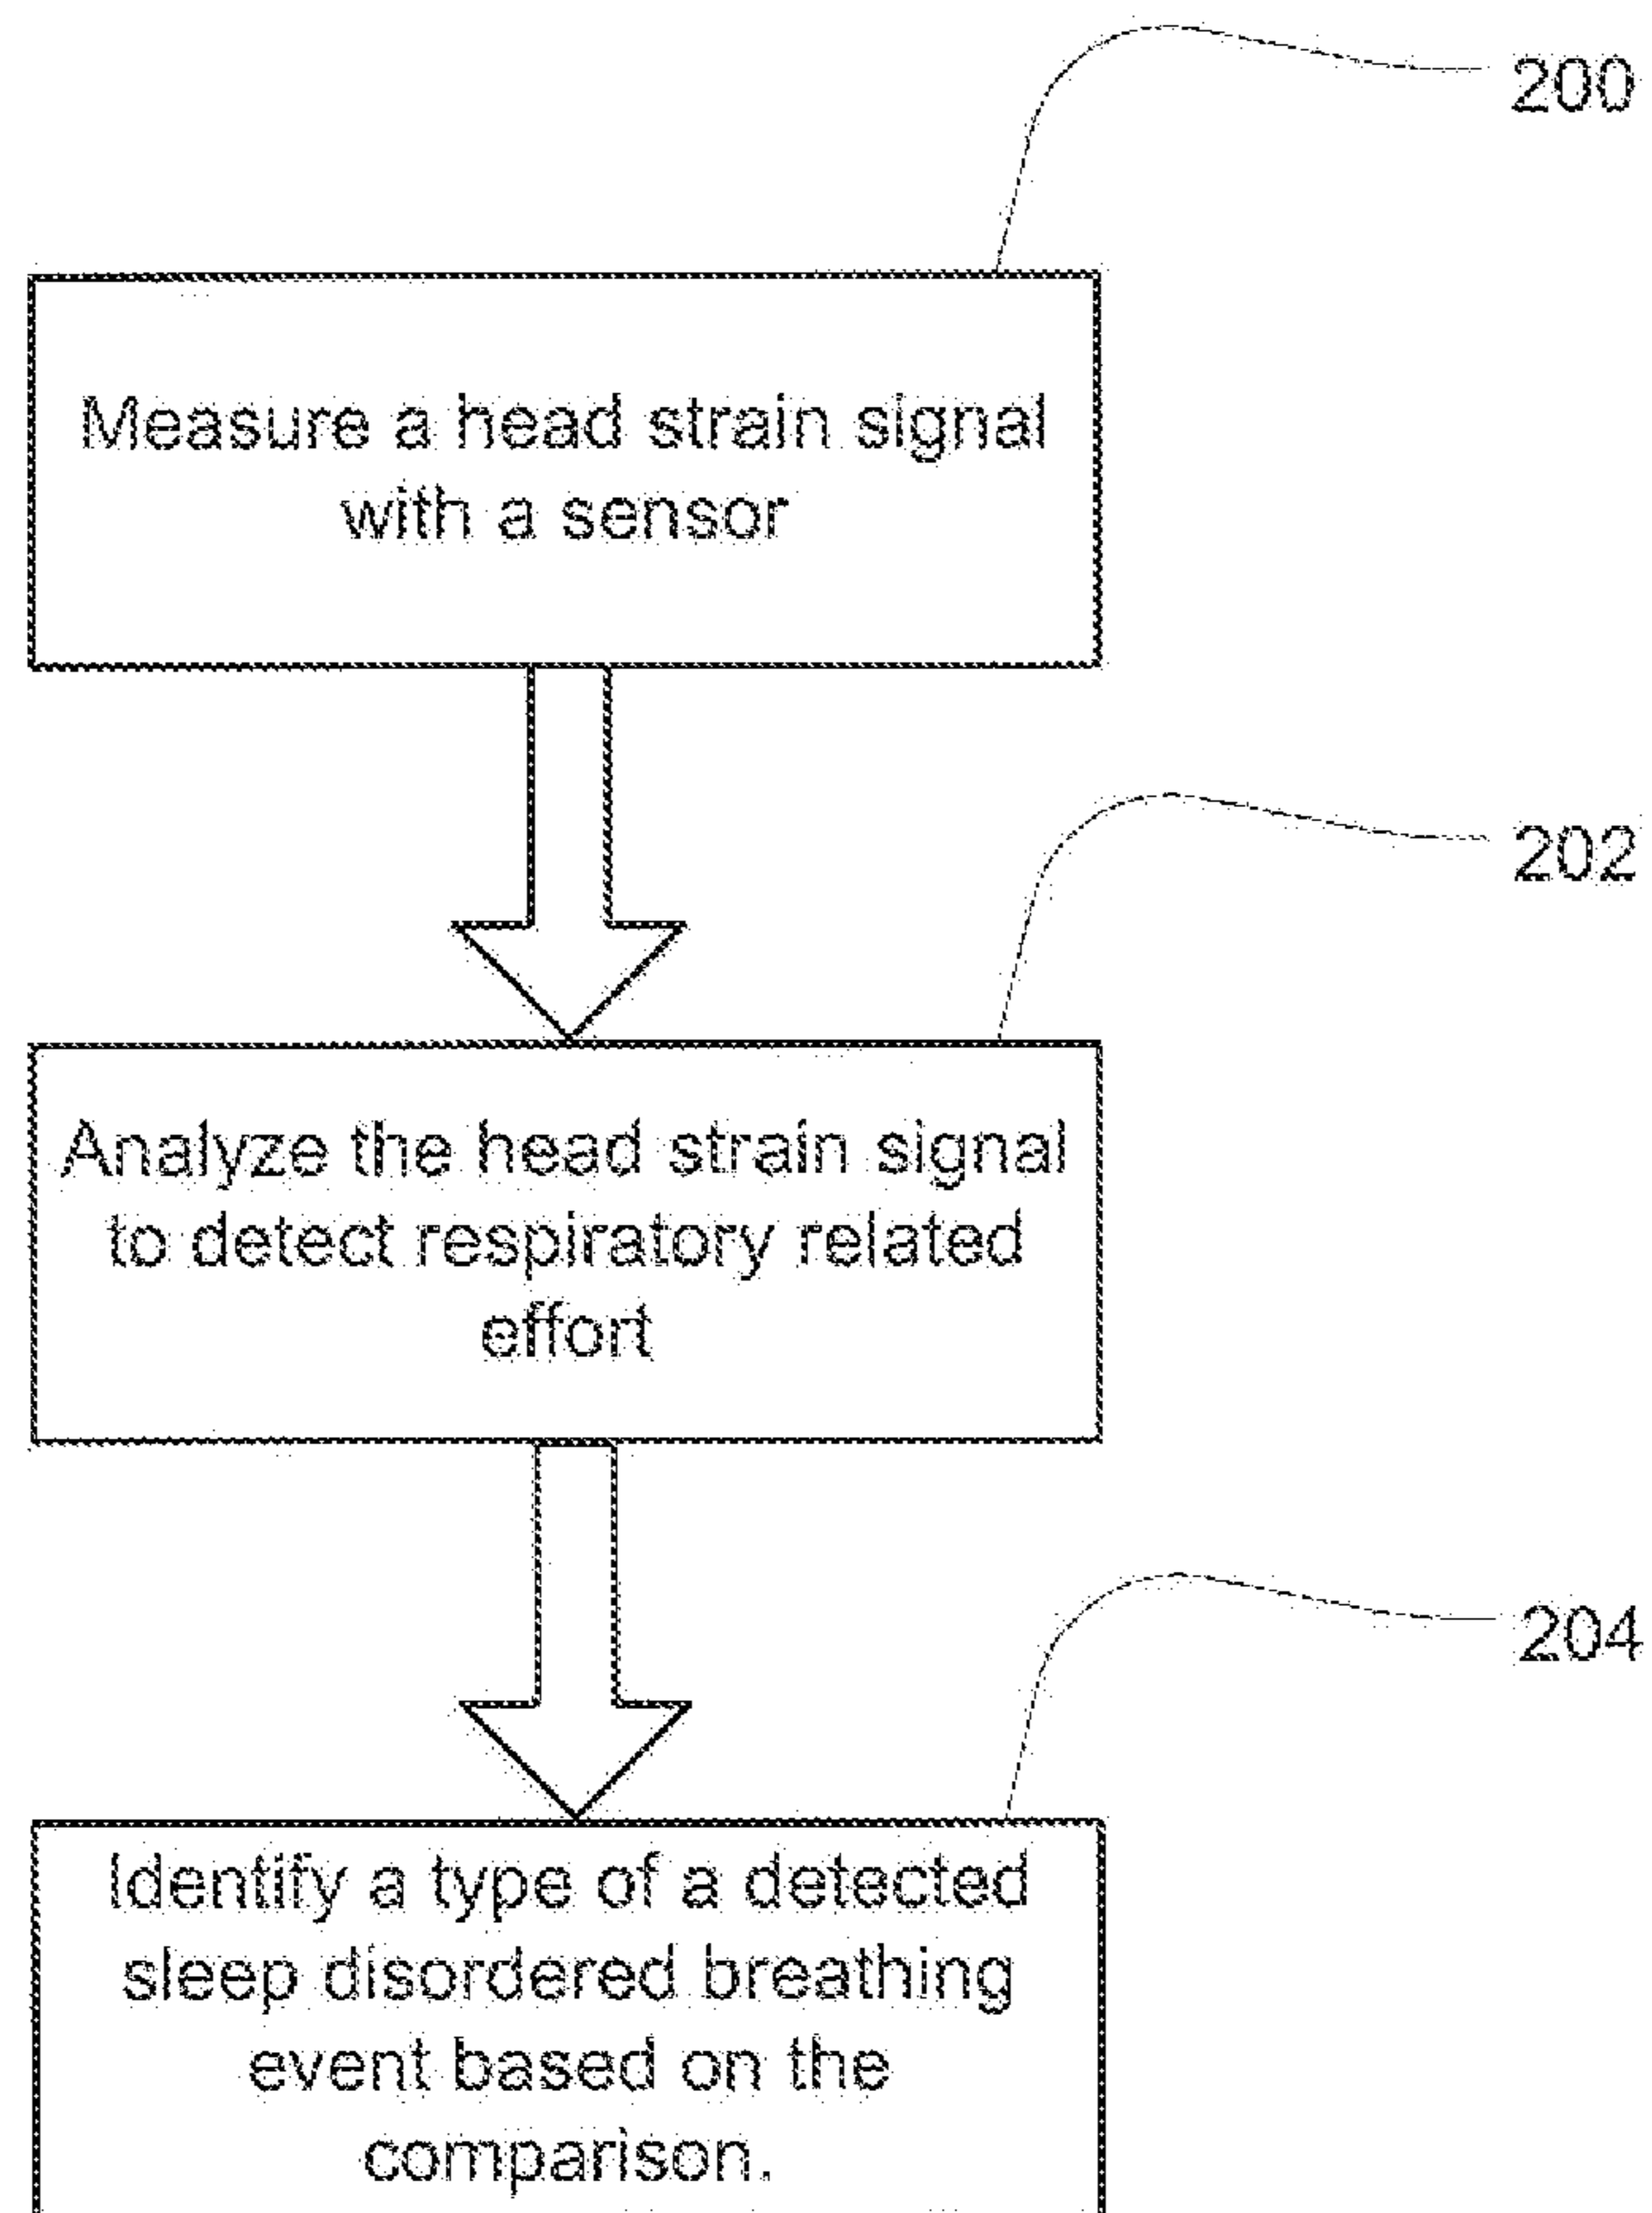 200
Measure a head strain signal
with a sensor
202
Analyze the head strain signal
to detect respiratory related
effort
204
Identify a type of a detected
sleep disordered breathing
event based on the
comparison.